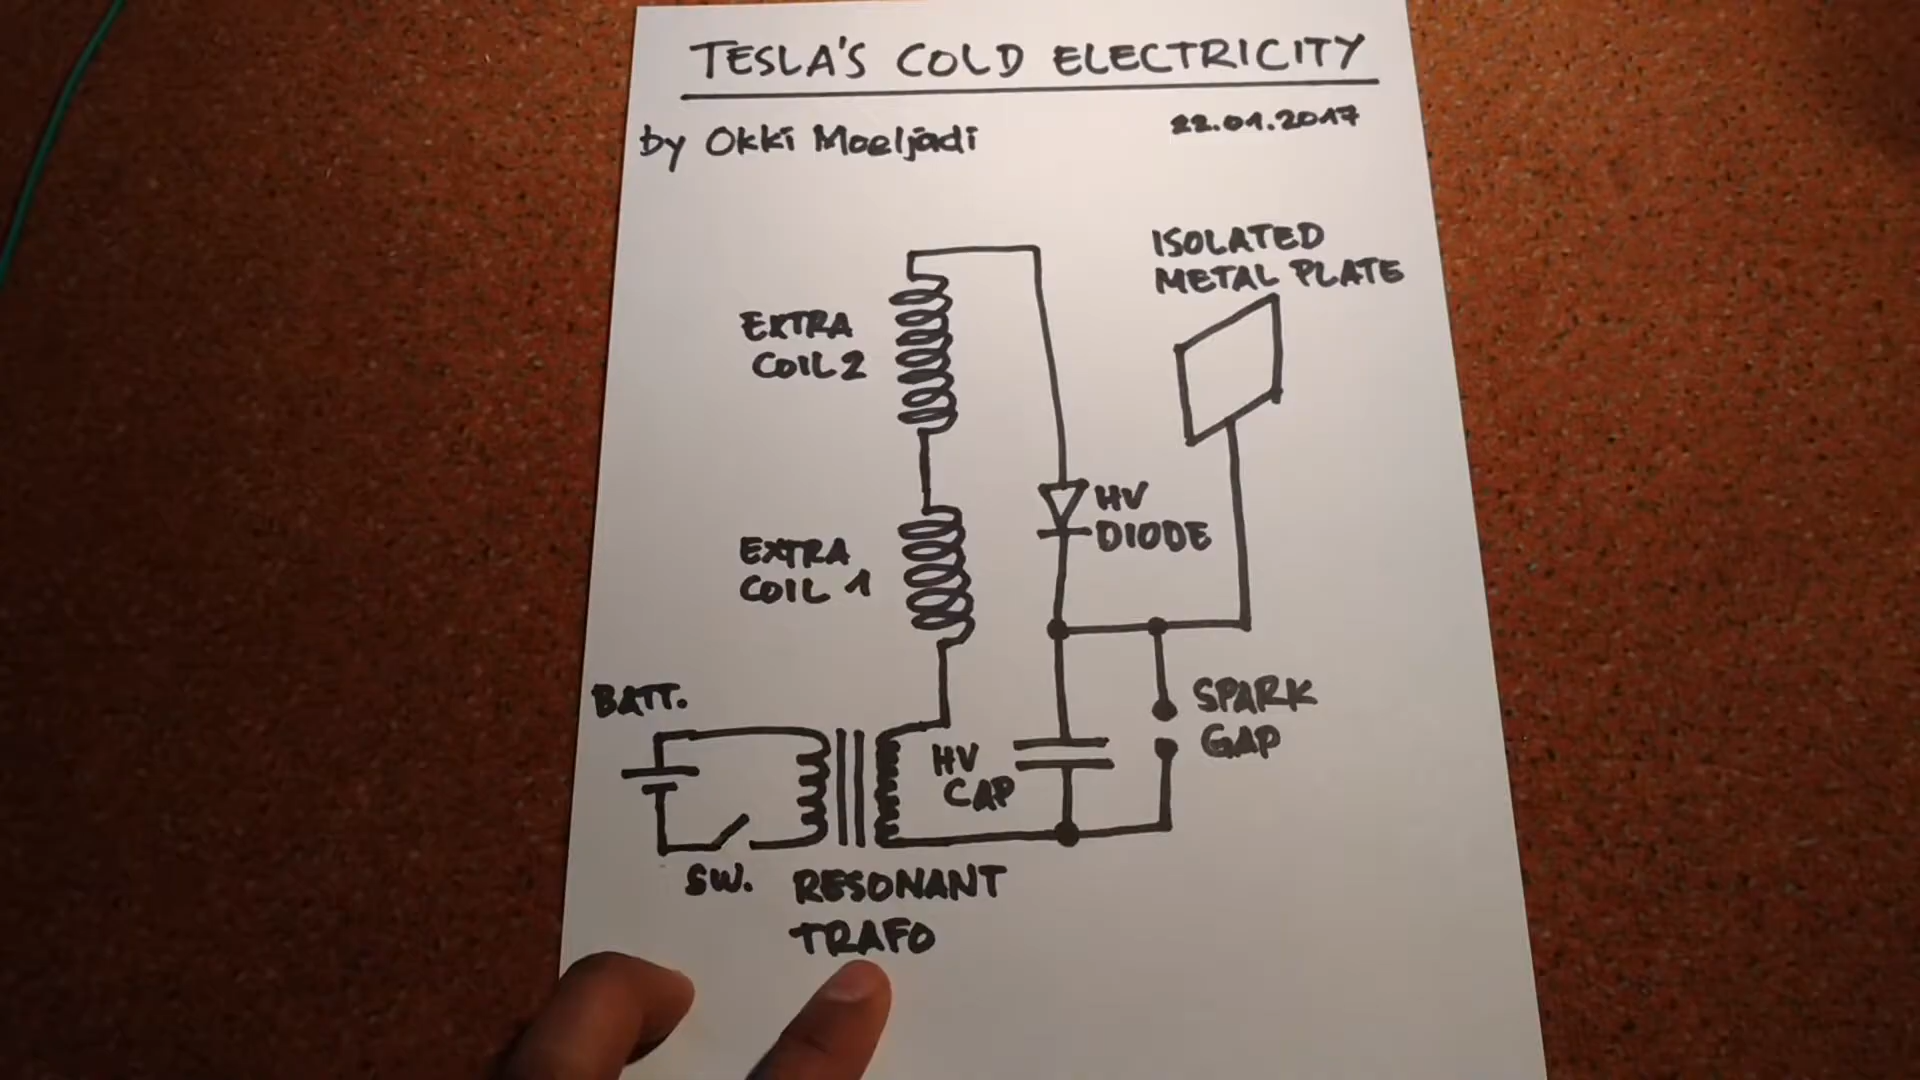 TESLA'S COLD ELECTRICITY
by Okki Moeljadi
22.01.2017
ISOLATED
METAL PLATE
EXTRA
COIL 2
HV
DIODE
EXTRA
COIL 1
BATT.
SPARK
GAP
HV
CAP
SW.
RESONANT
TRAFO